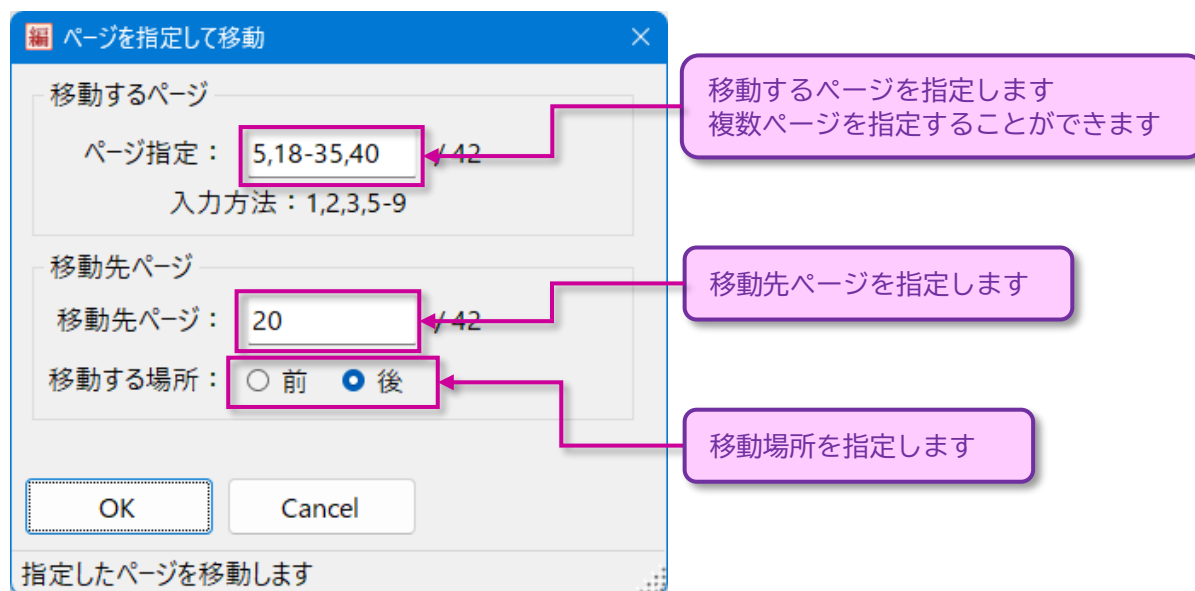 編 ページを指定して移動
移動するページ
ページ指定： 5,18-35,40 / 42
入力方法：1,2,3,5-9
移動先ページ
移動先ページ： 20 / 42
移動する場所： 前 後
OK Cancel
指定したページを移動します
移動するページを指定します
複数ページを指定することができます
移動先ページを指定します
移動場所を指定します